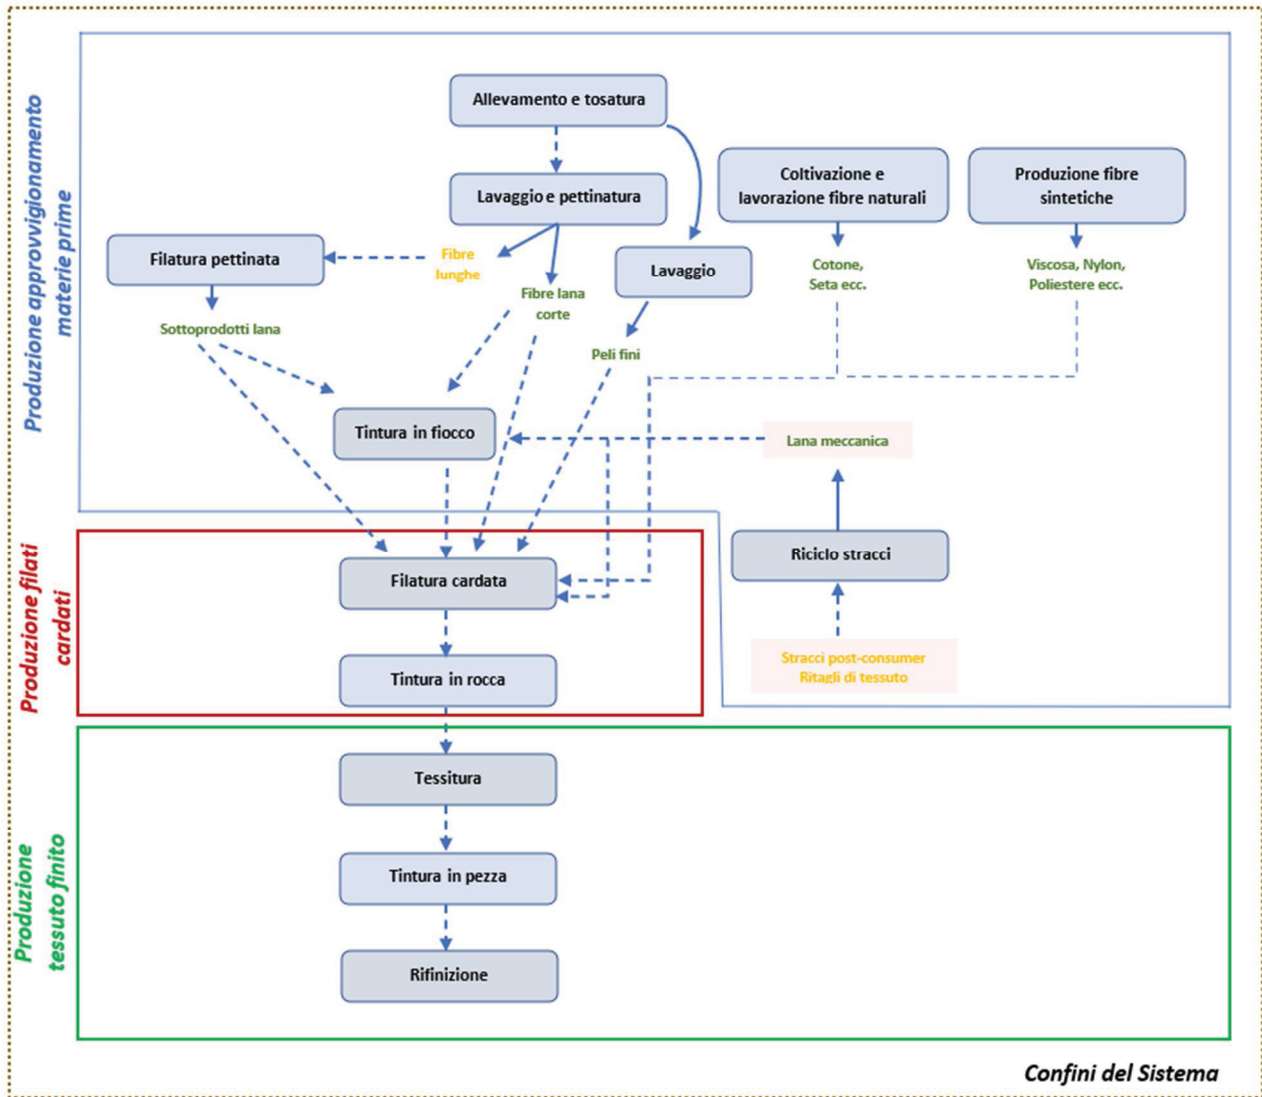 Produzione approvvigionamento
materie prime
Allevamento e tosatura
Lavaggio e pettinatura
Coltivazione e
lavorazione fibre naturali
Produzione fibre
sintetiche
Filatura pettinata
Fibre
lunghe
Lavaggio
Cotone,
Seta ecc.
Viscosa, Nylon,
Poliestere ecc.
Fibre lana
corte
Sottoprodotti lana
Peli fini
Tintura in fiocco
Lana meccanica
Produzione filati
cardati
Filatura cardata
Riciclo stracci
Tintura in rocca
Stracci post-consumer
Ritagli di tessuto
Produzione
tessuto finito
Tessitura
Tintura in pezza
Rifinizione
Confini del Sistema